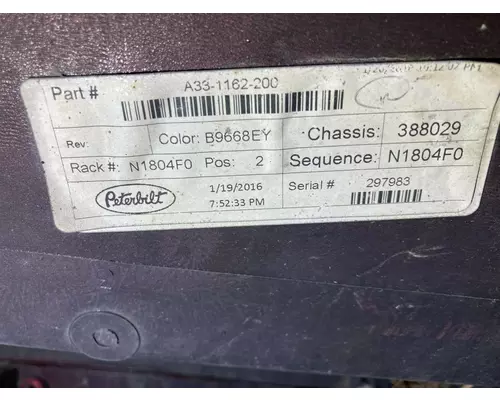 Part # A33-1162-200
Rev: Color: B9668EY Chassis: 388029
Rack #: N1804F0 Pos: 2 Sequence: N1804F0
Peterbilt 1/19/2016 Serial # 297983
7:52:33 PM